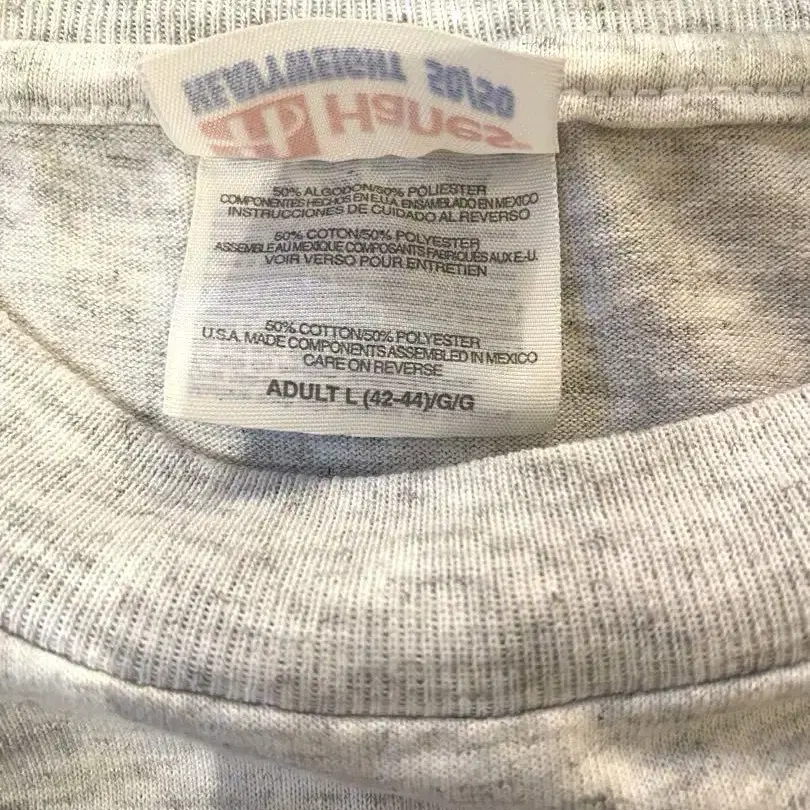 HEAVYWEIGHT 50/50
Hanes
50% ALGODON/50% POLIESTER
COMPONENTES HECHOS EN E.U.A. ENSAMBLADO EN MEXICO
INSTRUCCIONES DE CUIDADO AL REVERSO
50% COTON/50% POLYESTER
ASSEMBLE AU MEXIQUE COMPOSANTS FABRIQUÉS AUX E.-U.
VOIR VERSO POUR ENTRETIEN
50% COTTON/50% POLYESTER
U.S.A. MADE COMPONENTS ASSEMBLED IN MEXICO
CARE ON REVERSE
ADULT L (42-44)/G/G